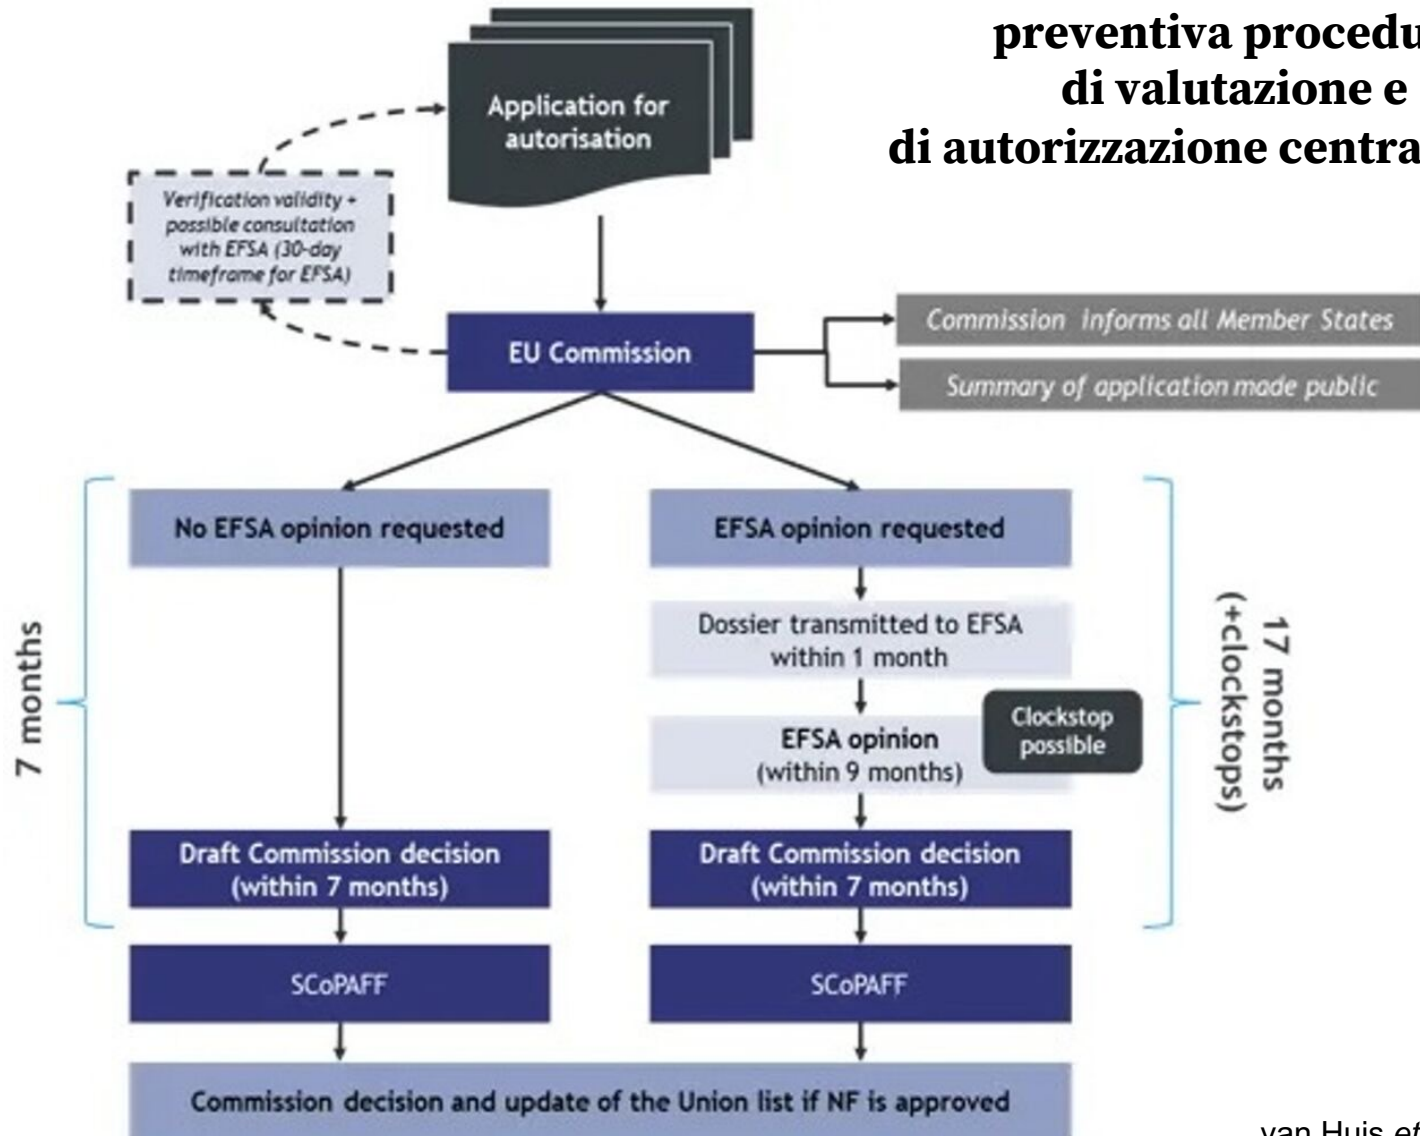 preventiva procedu
di valutazione e
di autorizzazione centra
Application for
autorisation
Verification validity +
possible consultation
with EFSA (30-day
timeframe for EFSA)
EU Commission
Commission informs all Member States
Summary of application made public
No EFSA opinion requested
EFSA opinion requested
Dossier transmitted to EFSA
within 1 month
Clockstop
possible
EFSA opinion
(within 9 months)
7 months
17 months
(+clockstops)
Draft Commission decision
(within 7 months)
Draft Commission decision
(within 7 months)
SCoPAFF
SCoPAFF
Commission decision and update of the Union list if NF is approved
van Huis et